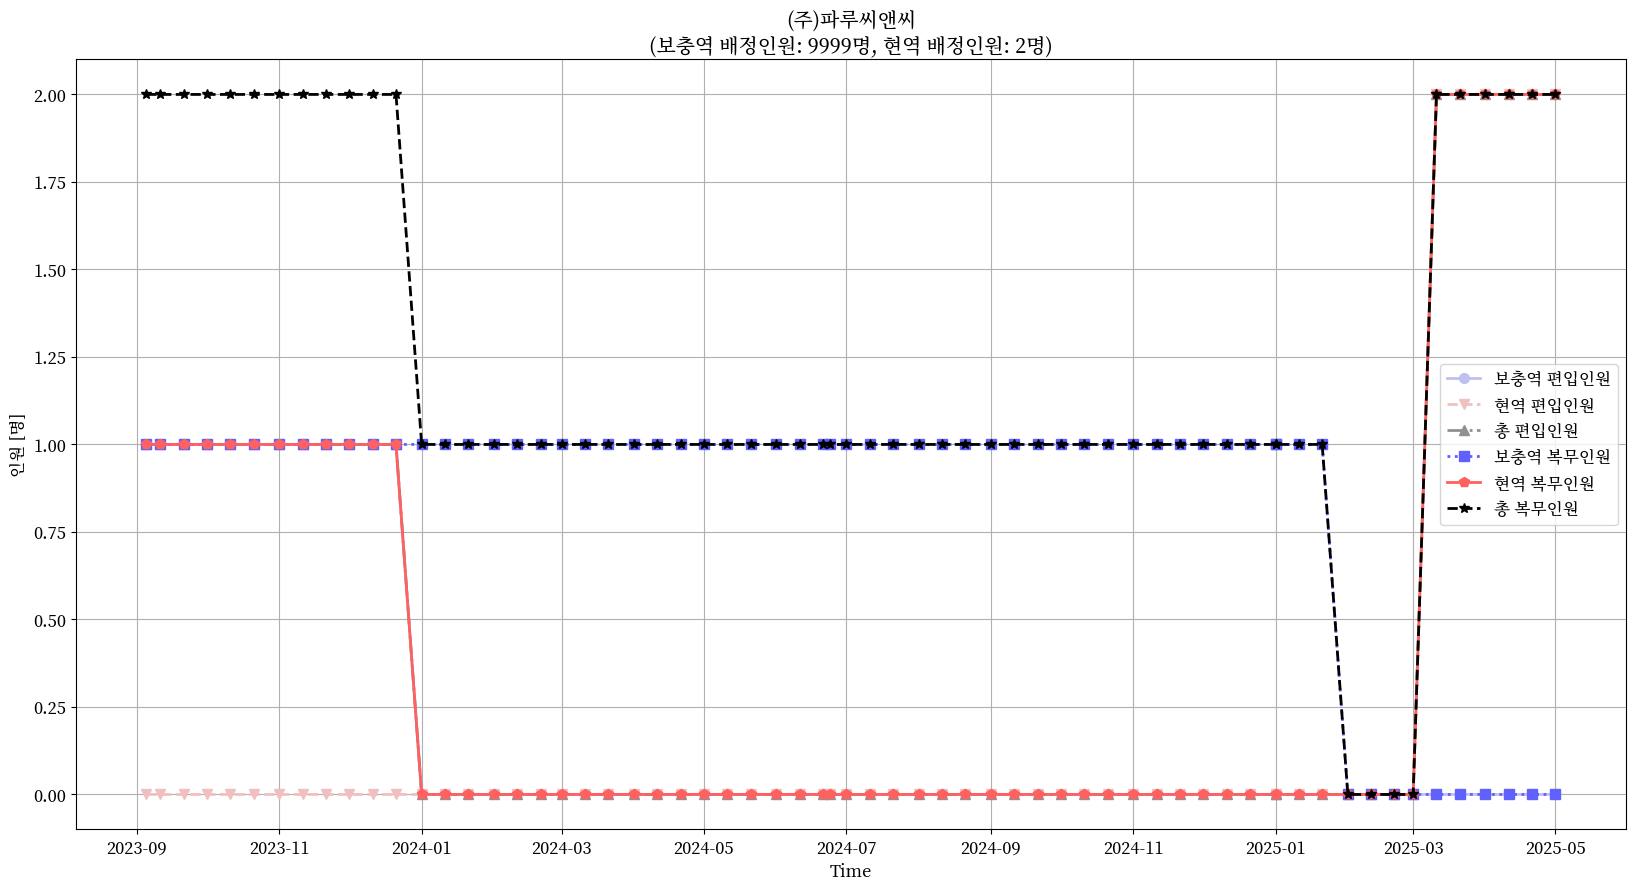 (주)파루씨앤씨
(보충역 배정인원: 9999명, 현역 배정인원: 2명)
2.00
1.75
1.50
1.25
1.00
0.75
0.50
0.25
0.00
인원 [명]
보충역 편입인원
현역 편입인원
총 편입인원
보충역 복무인원
현역 복무인원
총 복무인원
2023-09
2023-11
2024-01
2024-03
2024-05
2024-07
2024-09
2024-11
2025-01
2025-03
2025-05
Time